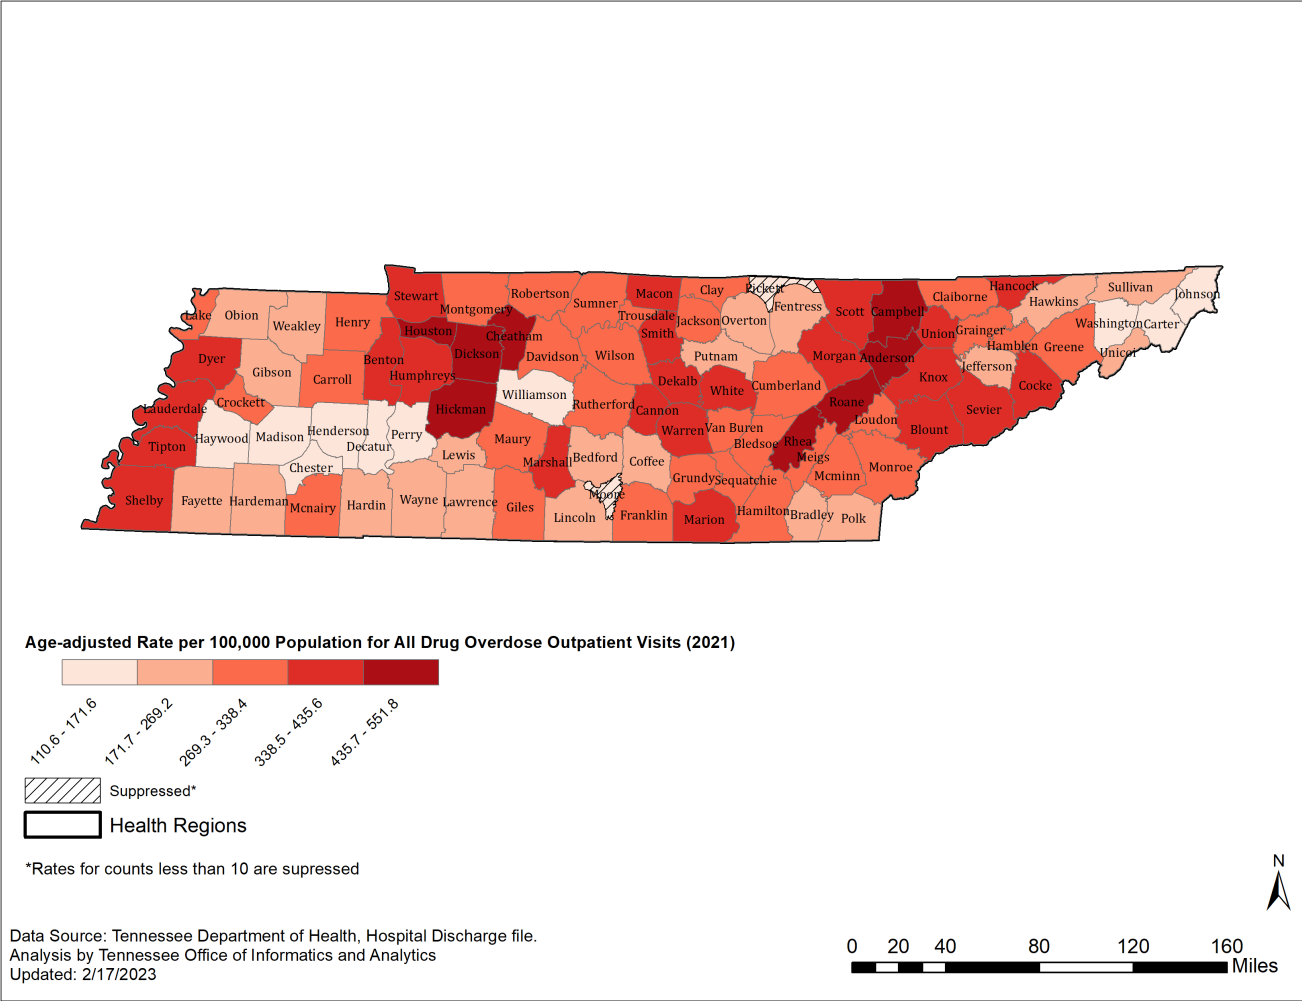 Stewart
Montgomery
Robertson
Sumner
Macon
Clay
Pickett
Fentress
Scott
Campbell
Claiborne
Hancock
Hawkins
Sullivan
Johnson
Lake
Obion
Weakley
Henry
Houston
Cheatham
Trousdale
Smith
Jackson
Overton
Union
Grainger
Hamblen
Greene
Washington
Carter
Unicoi
Dyer
Gibson
Carroll
Benton
Humphreys
Dickson
Davidson
Wilson
Putnam
Morgan
Anderson
Knox
Jefferson
Cocke
Sevier
Lauderdale
Crockett
Haywood
Madison
Henderson
Decatur
Perry
Hickman
Williamson
Rutherford
Cannon
Dekalb
White
Cumberland
Roane
Loudon
Blount
Tipton
Chester
Lewis
Maury
Marshall
Bedford
Coffee
Warren
Van Buren
Bledsoe
Rhea
Meigs
Mcminn
Monroe
Shelby
Fayette
Hardeman
Mcnairy
Hardin
Wayne
Lawrence
Giles
Lincoln
Moore
Franklin
Grundy
Sequatchie
Marion
Hamilton
Bradley
Polk
Age-adjusted Rate per 100,000 Population for All Drug Overdose Outpatient Visits (2021)
110.6 - 171.6
171.7 - 269.2
269.3 - 338.4
338.5 - 435.6
435.7 - 551.8
Suppressed*
Health Regions
*Rates for counts less than 10 are supressed
Data Source: Tennessee Department of Health, Hospital Discharge file.
Analysis by Tennessee Office of Informatics and Analytics
Updated: 2/17/2023
N
0 20 40 80 120 160
Miles